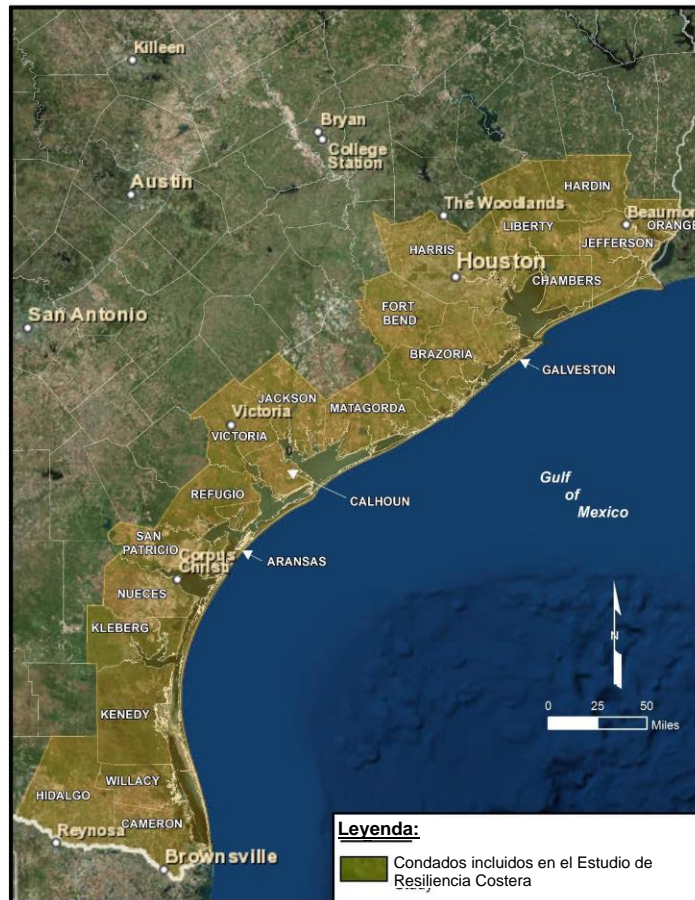 Killeen
Bryan
College
Station
Austin
HARDIN
The Woodlands
Beaumon
LIBERTY
ORANGE
HARRIS
JEFFERSON
Houston
CHAMBERS
San Antonio
FORT
BEND
BRAZORIA
GALVESTON
JACKSON
MATAGORDA
Victoria
VICTORIA
REFUGIO
Gulf
of
Mexico
CALHOUN
SAN
PATRICIO
Corpus
Christi
ARANSAS
NUECES
KLEBERG
N
KENEDY
0 25 50
Miles
WILLACY
HIDALGO
CAMERON
Reynosa
Brownsville
Leyenda:
Condados incluidos en el Estudio de
Resiliencia Costera